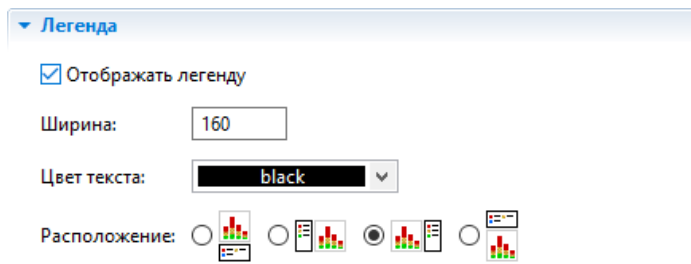 Легенда
Отображать легенду
Ширина: 160
Цвет текста: black
Расположение: